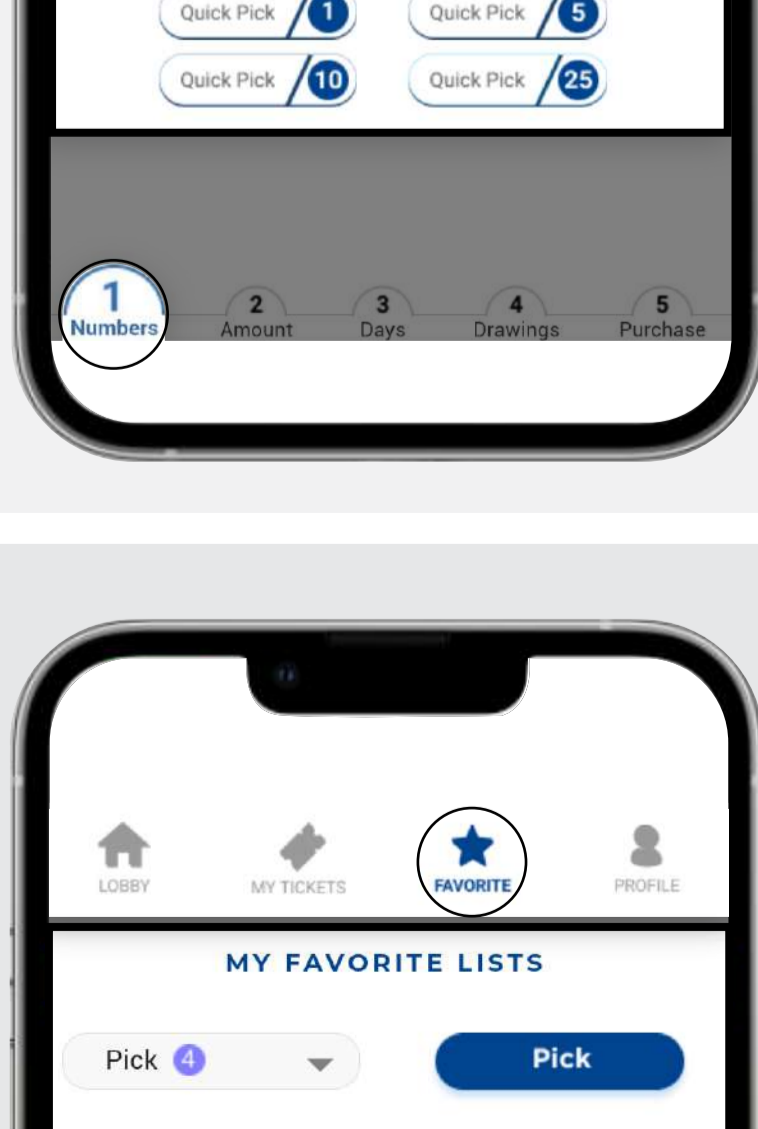 Quick Pick 1 Quick Pick 5
Quick Pick 10 Quick Pick 25
1 2 3 4 5
Numbers Amount Days Drawings Purchase
LOBBY MY TICKETS FAVORITE PROFILE
MY FAVORITE LISTS
Pick 4 Pick